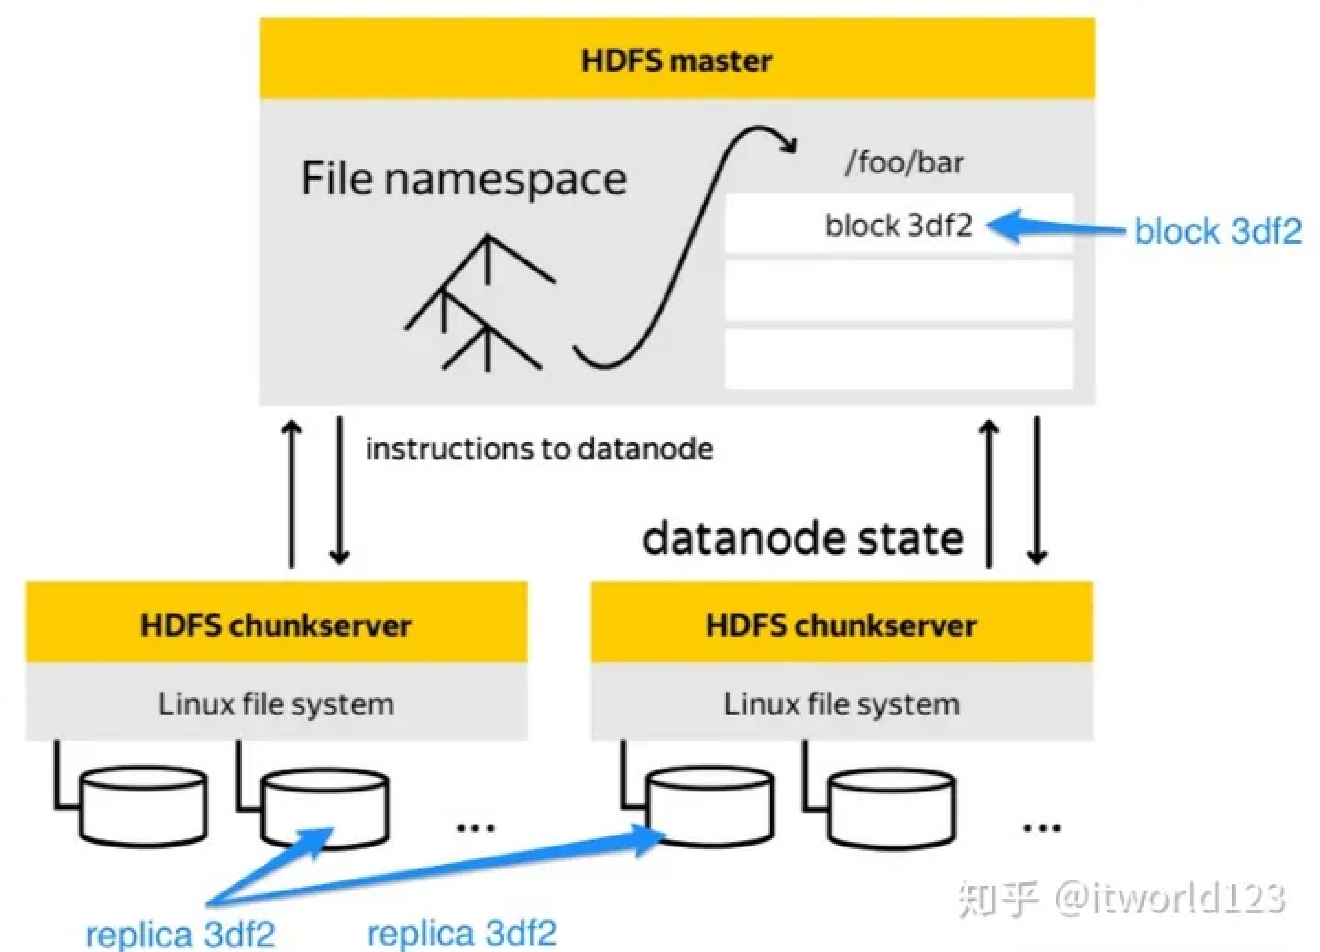 HDFS master
File namespace
/foo/bar
block 3df2
block 3df2
instructions to datanode
datanode state
HDFS chunkserver
HDFS chunkserver
Linux file system
Linux file system
...
...
replica 3df2
replica 3df2
知乎 @itworld123